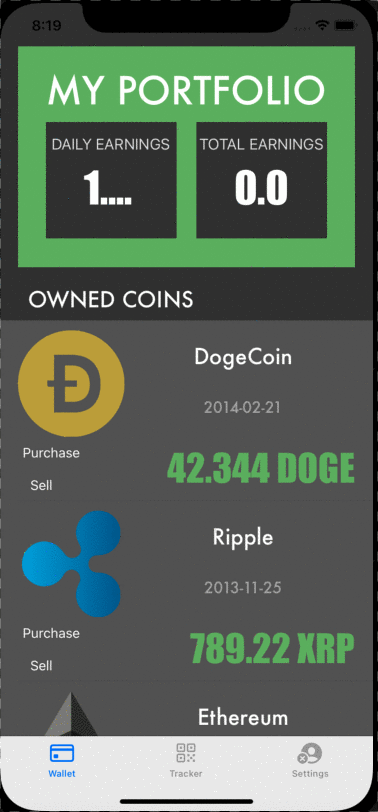 8:19
MY PORTFOLIO
DAILY EARNINGS TOTAL EARNINGS
1.... 0.0
OWNED COINS
DogeCoin
2014-02-21
Purchase
42.344 DOGE
Sell
Ripple
2013-11-25
Purchase
789.22 XRP
Sell
Ethereum
Wallet Tracker Settings